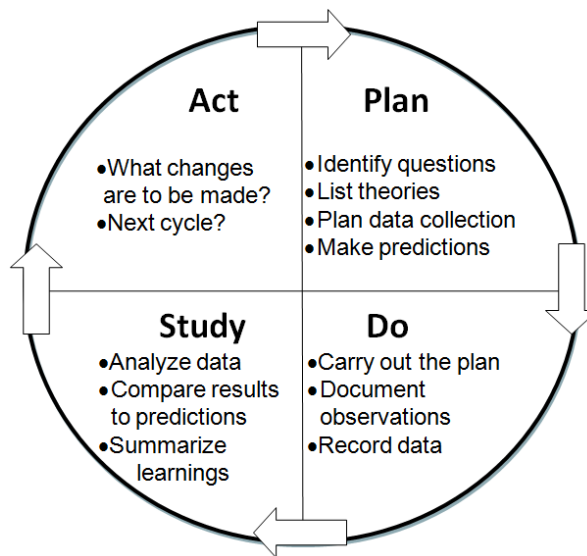 Act
•What changes
are to be made?
•Next cycle?
Plan
•Identify questions
•List theories
•Plan data collection
•Make predictions
Study
•Analyze data
•Compare results
to predictions
•Summarize
learnings
Do
•Carry out the plan
•Document
observations
•Record data